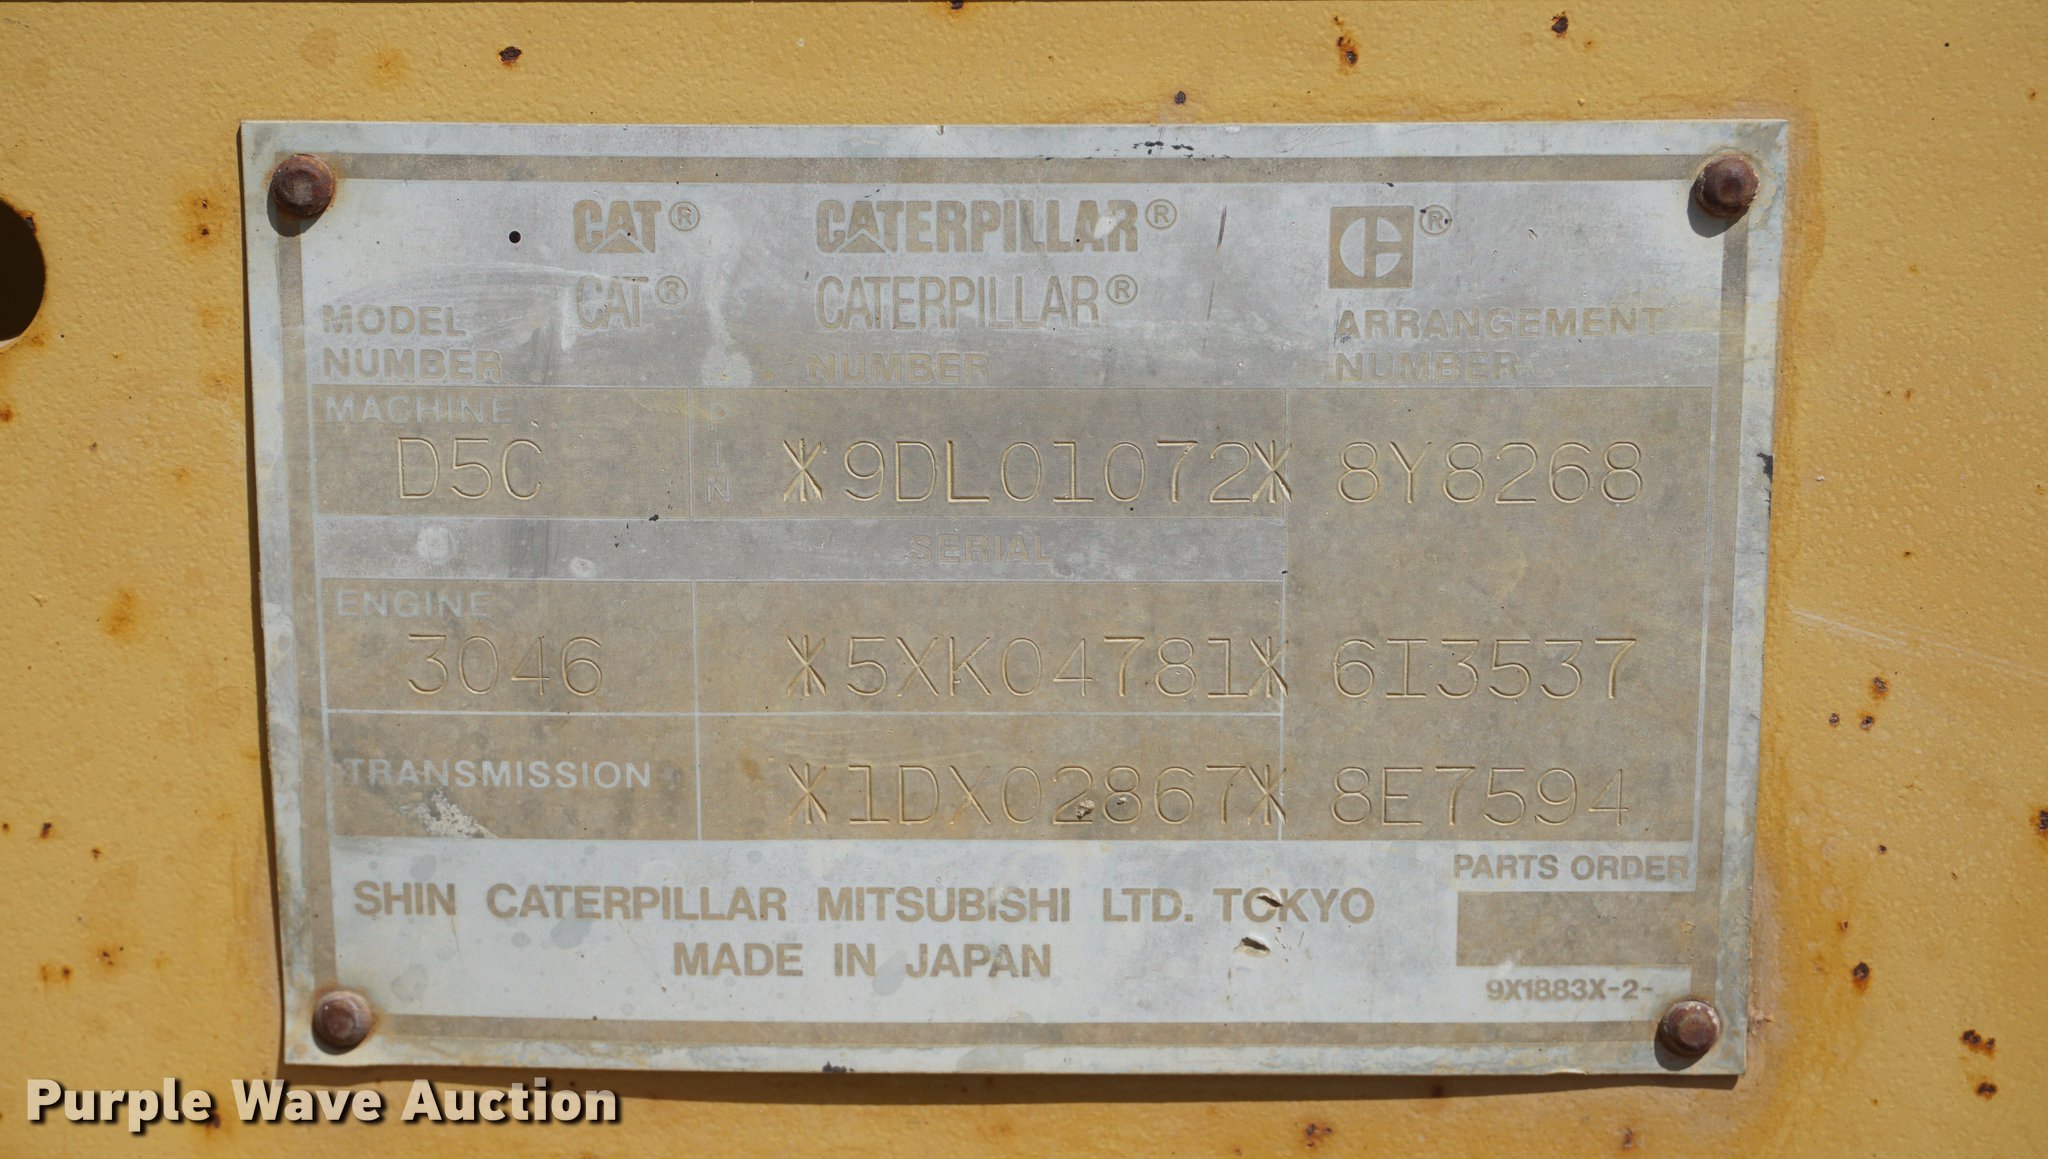 CAT® CATERPILLAR® ®
CAT® CATERPILLAR®
MODEL NUMBER
NUMBER
ARRANGEMENT NUMBER
MACHINE
D5C
PIN
*9DL01072*
8Y8268
SERIAL
ENGINE
3046
*5XK04781*
6I3537
TRANSMISSION
*1DX02867*
8E7594
PARTS ORDER
SHIN CATERPILLAR MITSUBISHI LTD. TOKYO
MADE IN JAPAN
9X1883X-2-
Purple Wave Auction